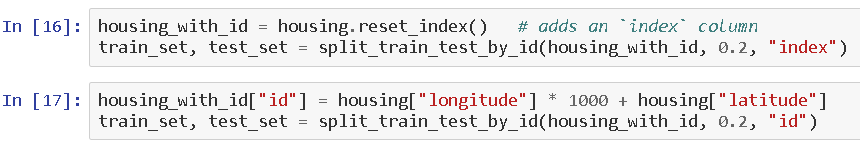 In [16]: housing_with_id = housing.reset_index()   # adds an `index` column
train_set, test_set = split_train_test_by_id(housing_with_id, 0.2, "index")
In [17]: housing_with_id["id"] = housing["longitude"] * 1000 + housing["latitude"]
train_set, test_set = split_train_test_by_id(housing_with_id, 0.2, "id")